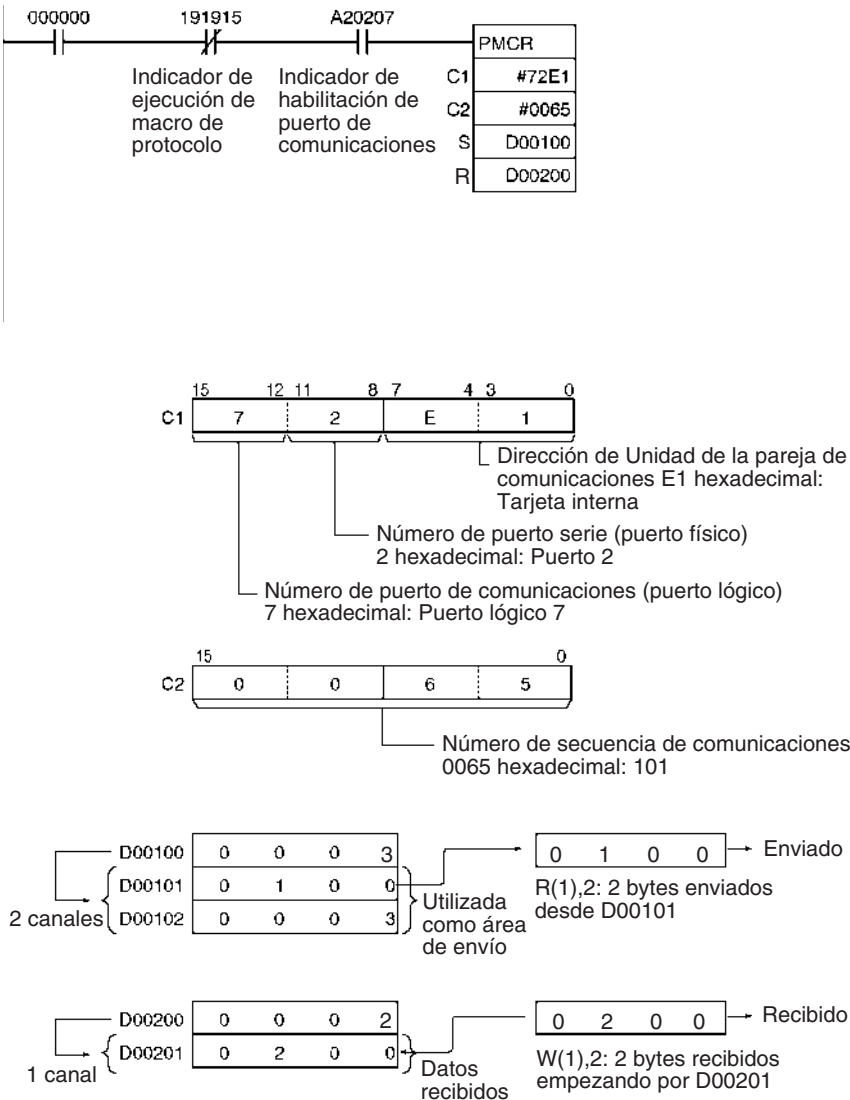 000000 191915 A20207
PMCR
Indicador de ejecución de macro de protocolo
Indicador de habilitación de puerto de comunicaciones
C1 #72E1
C2 #0065
S D00100
R D00200
15 12 11 8 7 4 3 0
C1 7 2 E 1
Dirección de Unidad de la pareja de
comunicaciones E1 hexadecimal:
Tarjeta interna
Número de puerto serie (puerto físico)
2 hexadecimal: Puerto 2
Número de puerto de comunicaciones (puerto lógico)
7 hexadecimal: Puerto lógico 7
15 0
C2 0 0 6 5
Número de secuencia de comunicaciones
0065 hexadecimal: 101
D00100 0 0 0 3
D00101 0 1 0 0
D00102 0 0 0 3
2 canales
Utilizada
como área
de envío
0 1 0 0 Enviado
R(1),2: 2 bytes enviados
desde D00101
D00200 0 0 0 2
D00201 0 2 0 0
1 canal
Datos
recibidos
0 2 0 0 Recibido
W(1),2: 2 bytes recibidos
empezando por D00201